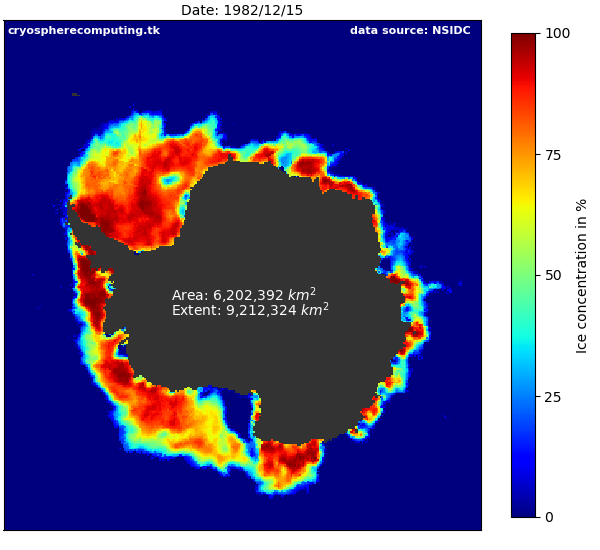 Date: 1982/12/15
cryospherecomputing.tk
data source: NSIDC
Area: 6,202,392 km²
Extent: 9,212,324 km²
100
75
50
25
0
Ice concentration in %